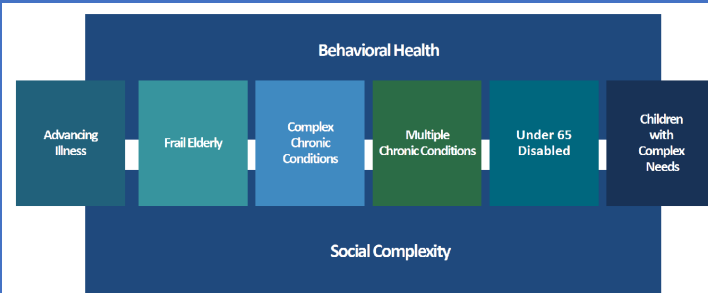 Behavioral Health
Advancing
Illness
Frail Elderly
Complex
Chronic
Conditions
Multiple
Chronic Conditions
Under 65
Disabled
Children
with
Complex
Needs
Social Complexity